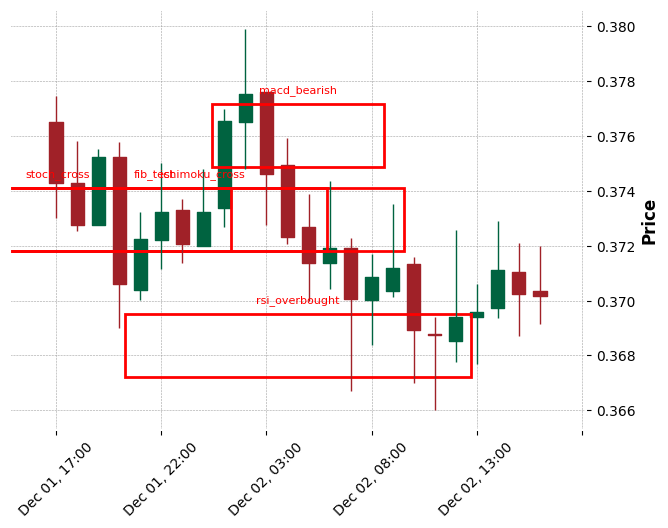 0.380
0.378
macd_bearish
0.376
fib_test
0.374
0.372
Price
rsi_overbought
0.370
0.368
0.366
Dec 01, 17:00
Dec 01, 22:00
Dec 02, 03:00
Dec 02, 08:00
Dec 02, 13:00